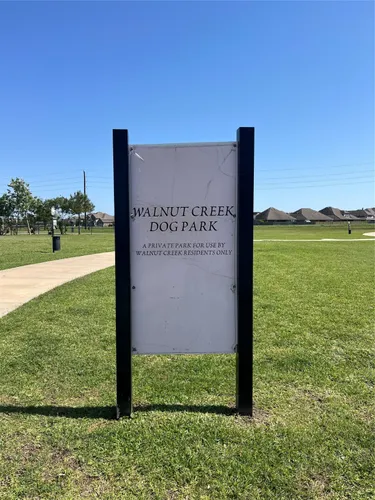 WALNUT CREEK
DOG PARK
A PRIVATE PARK FOR USE BY
WALNUT CREEK RESIDENTS ONLY